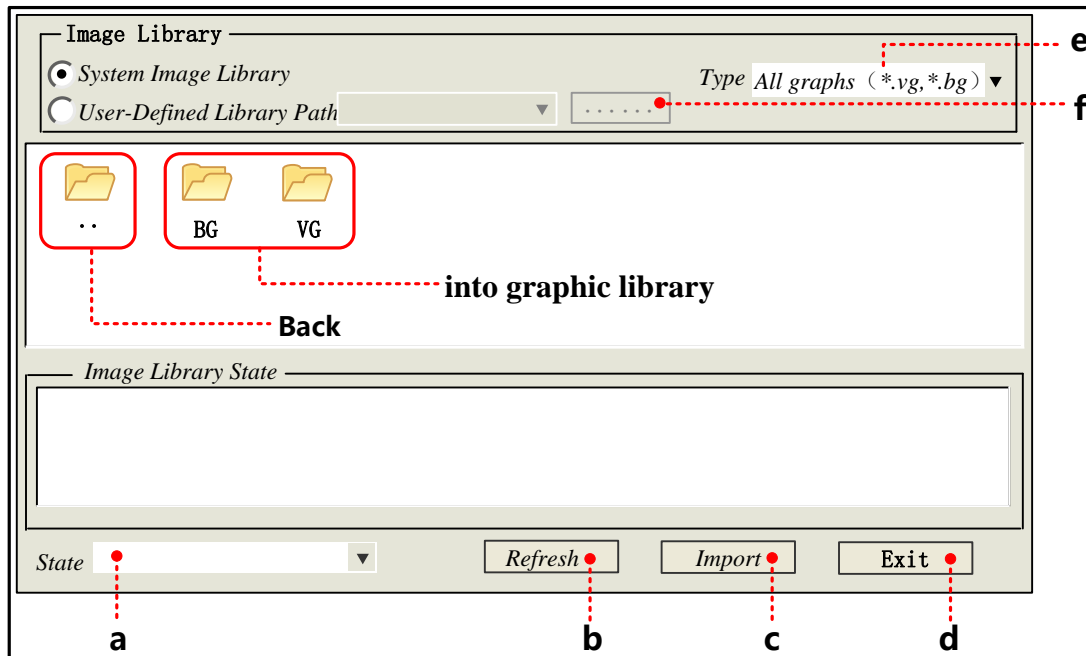 Image Library
e
System Image Library
Type All graphs （*.vg,*.bg） ▼
User-Defined Library Path ▼ ......
f
.. BG VG
into graphic library
Back
Image Library State
State ▼ Refresh Import Exit
a b c d